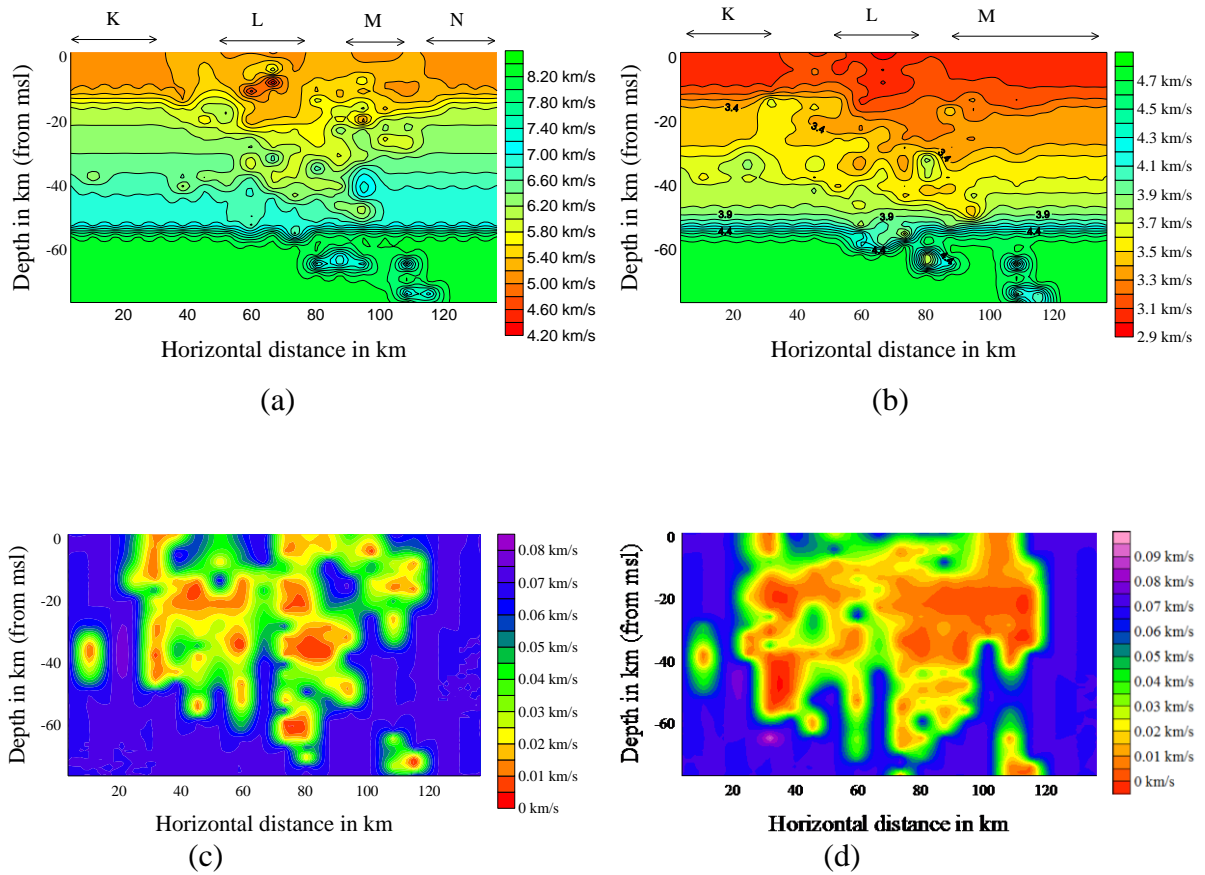 K L M N
K L M
0
-20
-40
-60
Depth in km (from msl)
20 40 60 80 100 120
Horizontal distance in km
8.20 km/s
7.80 km/s
7.40 km/s
7.00 km/s
6.60 km/s
6.20 km/s
5.80 km/s
5.40 km/s
5.00 km/s
4.60 km/s
4.20 km/s
(a)
0
-20
-40
-60
Depth in km (from msl)
3.4
3.4
3.4
3.9
3.9
3.9
4.4
4.4
4.4
4.4
20 40 60 80 100 120
Horizontal distance in km
4.7 km/s
4.5 km/s
4.3 km/s
4.1 km/s
3.9 km/s
3.7 km/s
3.5 km/s
3.3 km/s
3.1 km/s
2.9 km/s
(b)
0
-20
-40
-60
Depth in km (from msl)
20 40 60 80 100 120
Horizontal distance in km
0.08 km/s
0.07 km/s
0.06 km/s
0.05 km/s
0.04 km/s
0.03 km/s
0.02 km/s
0.01 km/s
0 km/s
(c)
0
-20
-40
-60
Depth in km (from msl)
20 40 60 80 100 120
Horizontal distance in km
0.09 km/s
0.08 km/s
0.07 km/s
0.06 km/s
0.05 km/s
0.04 km/s
0.03 km/s
0.02 km/s
0.01 km/s
0 km/s
(d)